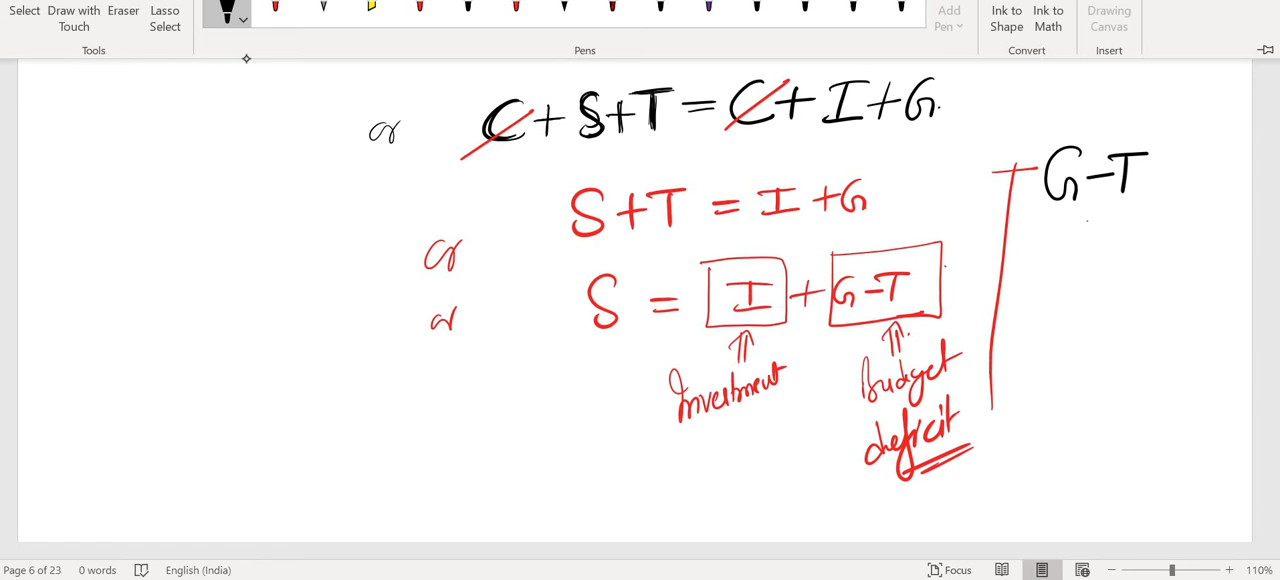 Select Draw with Touch Eraser Lasso Select Add Pen Ink to Shape Ink to Math Drawing Canvas
Tools Pens Convert Insert
or C + S + T = C + I + G.
S + T = I + G
G - T
or
or S = I + G - T
Investment
Budget deficit
Page 6 of 23 0 words English (India) Focus 110%